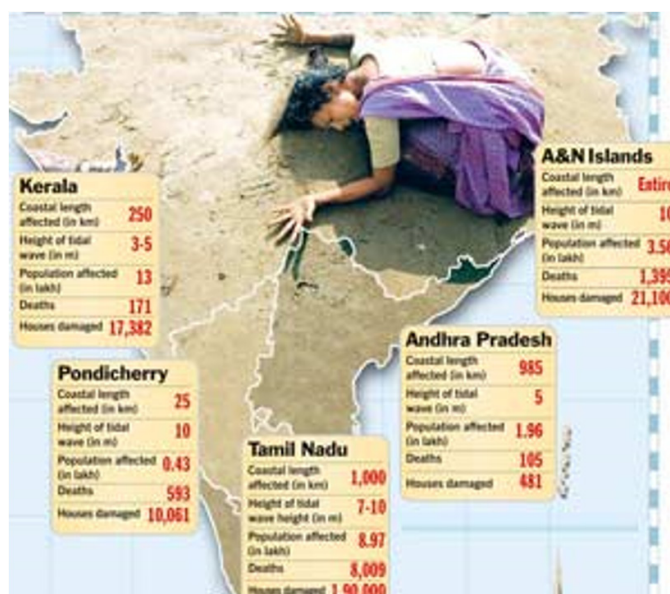 Kerala
Coastal length
affected (in km) 250
Height of tidal
wave (in m) 3-5
Population affected
(in lakh) 13
Deaths 171
Houses damaged 17,382
A&N Islands
Coastal length
affected (in km) Entire
Height of tidal
wave (in m)
Population affected
(in lakh)
Deaths
Houses damaged
Pondicherry
Coastal length
affected (in km) 25
Height of tidal
wave (in m) 10
Population affected
(in lakh) 0.43
Deaths 593
Houses damaged 10,061
Andhra Pradesh
Coastal length
affected (in km) 985
Height of tidal
wave (in m) 5
Population affected
(in lakh) 1.96
Deaths 105
Houses damaged 481
Tamil Nadu
Coastal length
affected (in km) 1,000
Height of tidal
wave height (in m) 7-10
Population affected
(in lakh) 8.97
Deaths 8,009
Houses damaged 1,90,000